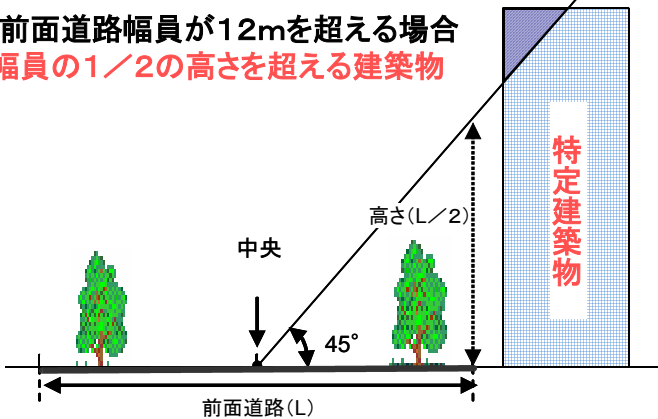 前面道路幅員が12mを超える場合
幅員の1／2の高さを超える建築物
特定建築物
高さ(L／2)
中央
45°
前面道路(L)